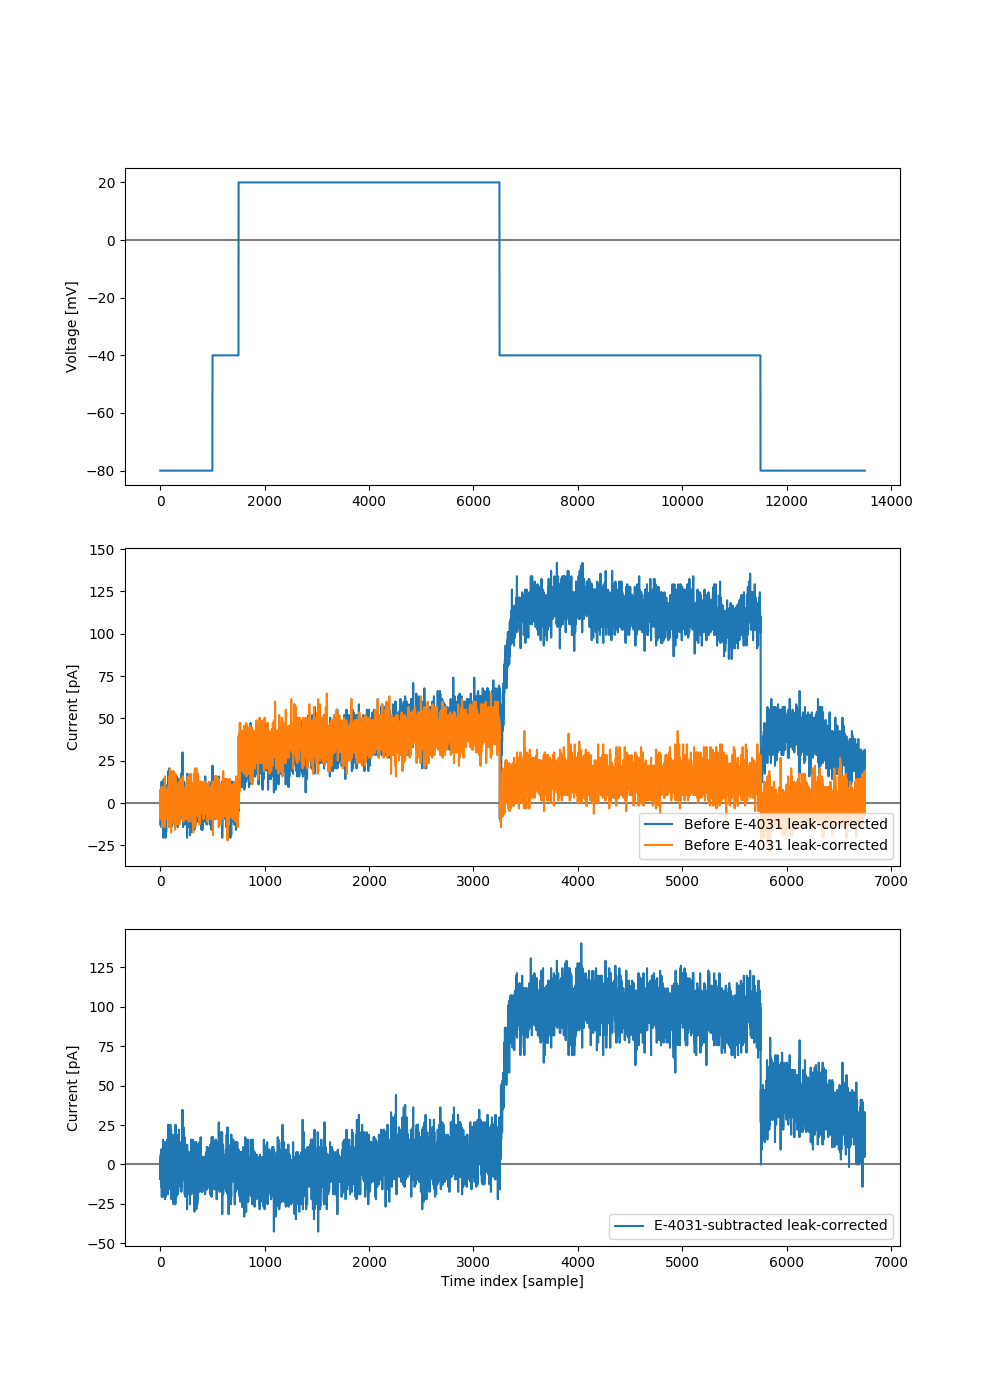 20
0
−20
−40
−60
−80
Voltage [mV]
0 2000 4000 6000 8000 10000 12000 14000
150
125
100
75
50
25
0
−25
Current [pA]
Before E-4031 leak-corrected
Before E-4031 leak-corrected
0 1000 2000 3000 4000 5000 6000 7000
125
100
75
50
25
0
−25
−50
Current [pA]
E-4031-subtracted leak-corrected
0 1000 2000 3000 4000 5000 6000 7000
Time index [sample]